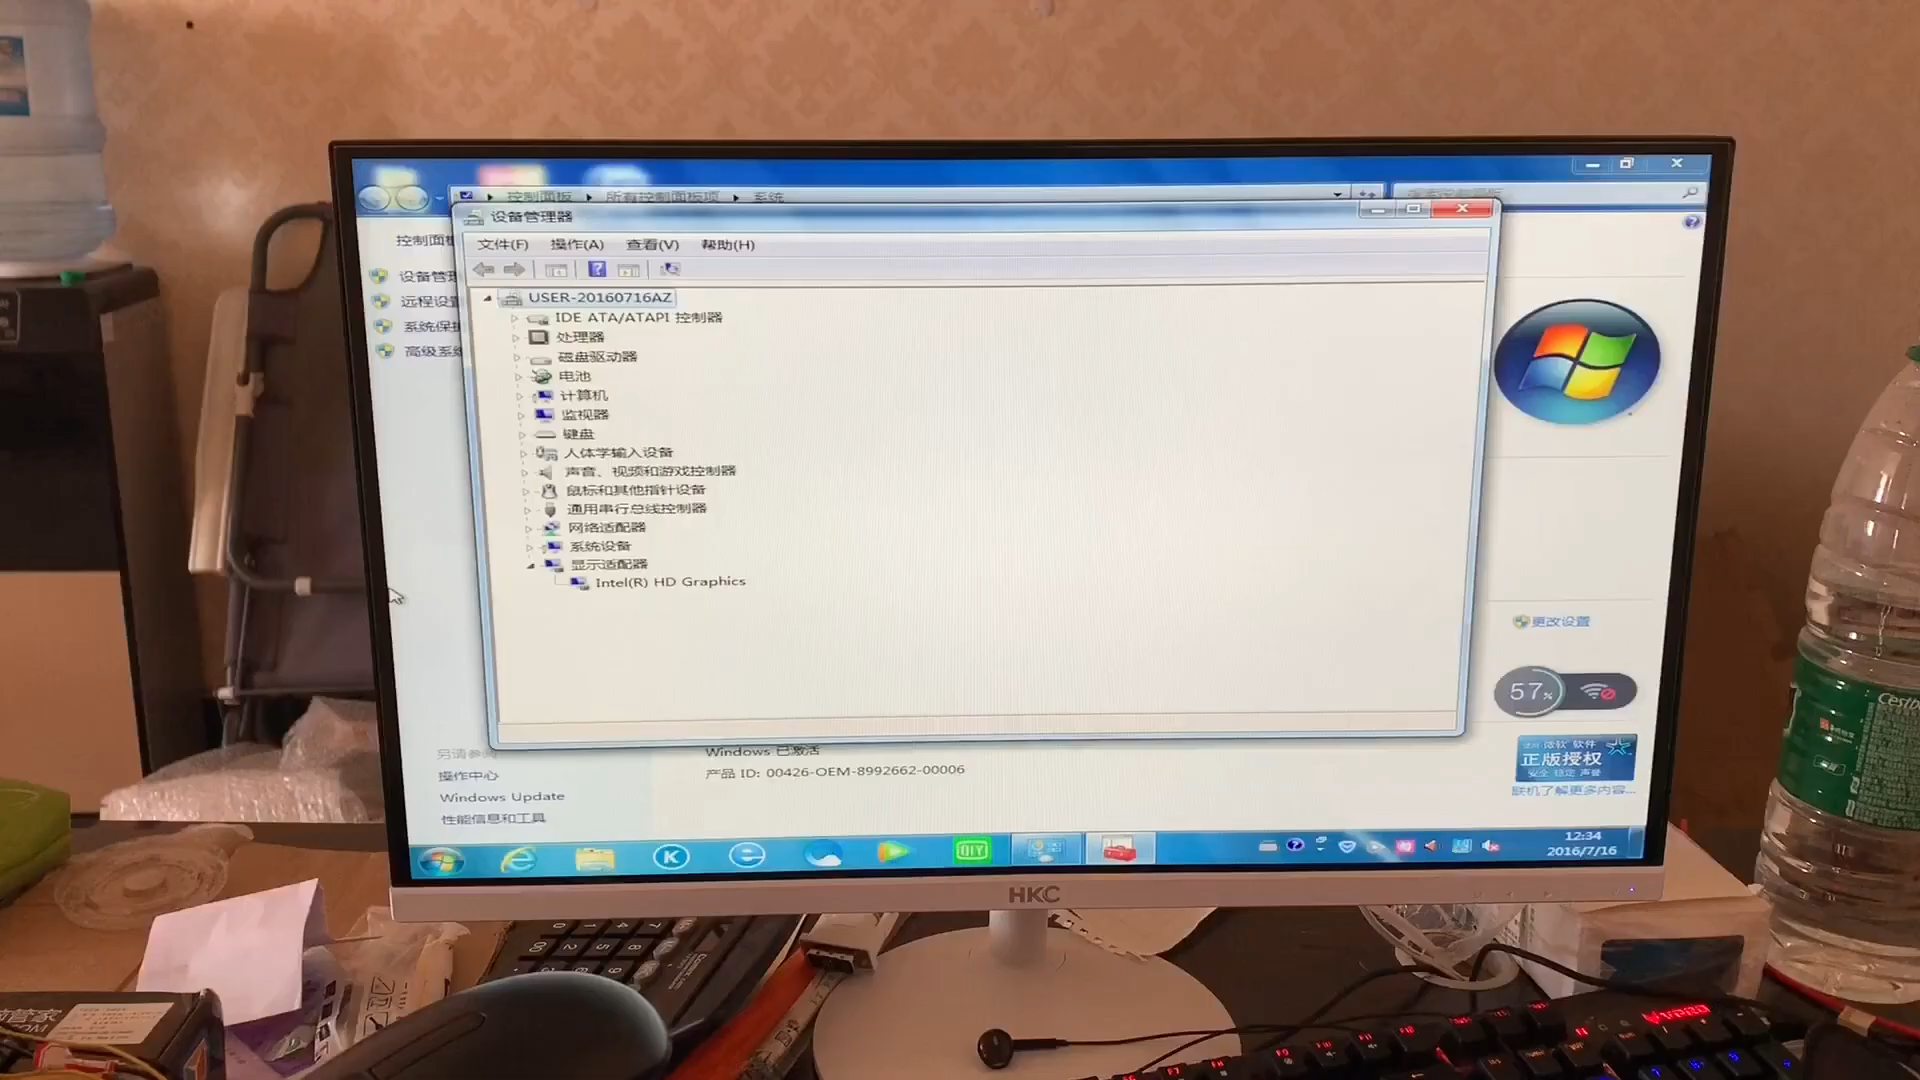 控制面板 ▸ 所有控制面板项 ▸ 系统
设备管理器
文件(F) 操作(A) 查看(V) 帮助(H)
控制面板
设备管理
远程设置
系统保护
高级系统
USER-20160716AZ
IDE ATA/ATAPI 控制器
处理器
磁盘驱动器
电池
计算机
监视器
键盘
人体学输入设备
声音、视频和游戏控制器
鼠标和其他指针设备
通用串行总线控制器
网络适配器
系统设备
显示适配器
Intel(R) HD Graphics
更改设置
57%
另请参阅
操作中心
Windows Update
性能信息和工具
Windows 已激活
产品 ID: 00426-OEM-8992662-00006
使用 微软 软件
正版授权
安全 稳定 声誉
联机了解更多内容...
QIY
12:34
2016/7/16
HKC
Cestb